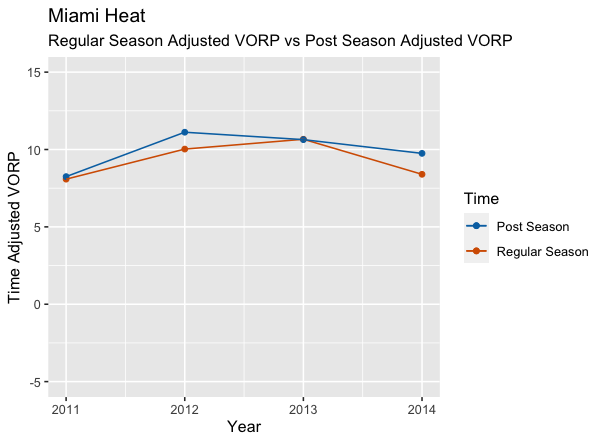 Miami Heat
Regular Season Adjusted VORP vs Post Season Adjusted VORP
Time Adjusted VORP
15
10
5
0
-5
2011 2012 2013 2014
Year
Time
Post Season
Regular Season